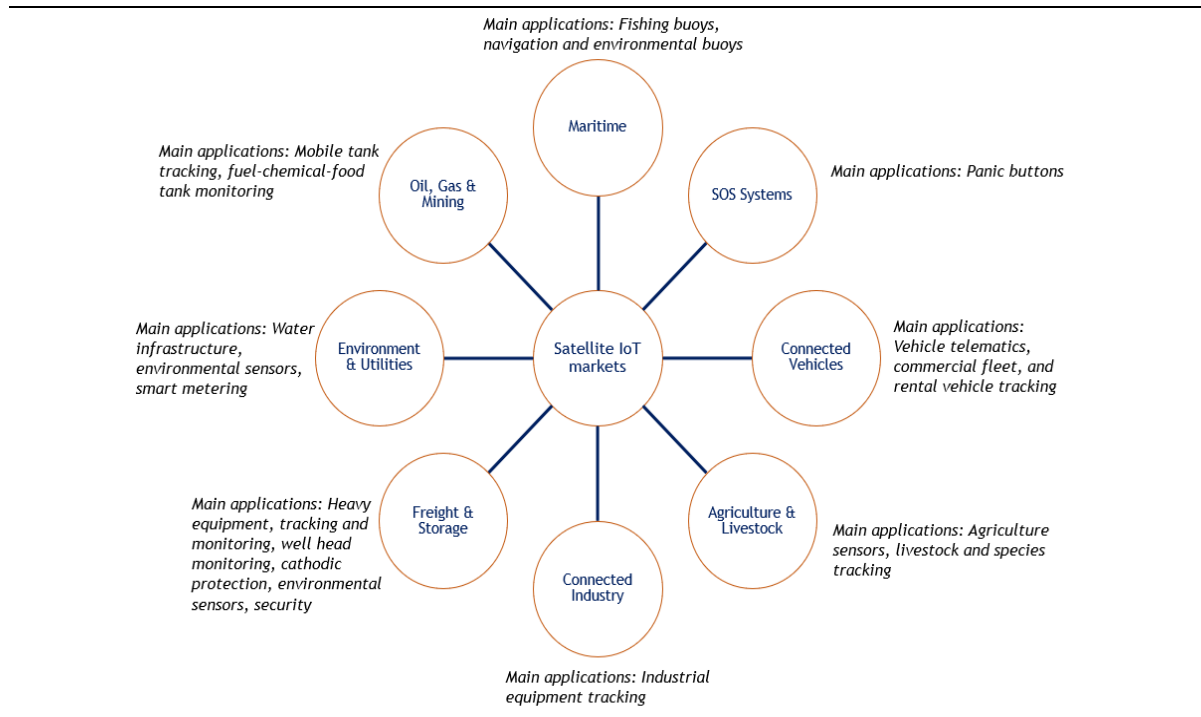 Main applications: Fishing buoys,
navigation and environmental buoys
Maritime
Main applications: Mobile tank
tracking, fuel-chemical-food
tank monitoring
Oil, Gas &
Mining
SOS Systems
Main applications: Panic buttons
Main applications: Water
infrastructure,
environmental sensors,
smart metering
Environment
& Utilities
Satellite IoT
markets
Connected
Vehicles
Main applications:
Vehicle telematics,
commercial fleet, and
rental vehicle tracking
Main applications: Heavy
equipment, tracking and
monitoring, well head
monitoring, cathodic
protection, environmental
sensors, security
Freight &
Storage
Agriculture &
Livestock
Main applications: Agriculture
sensors, livestock and species
tracking
Connected
Industry
Main applications: Industrial
equipment tracking